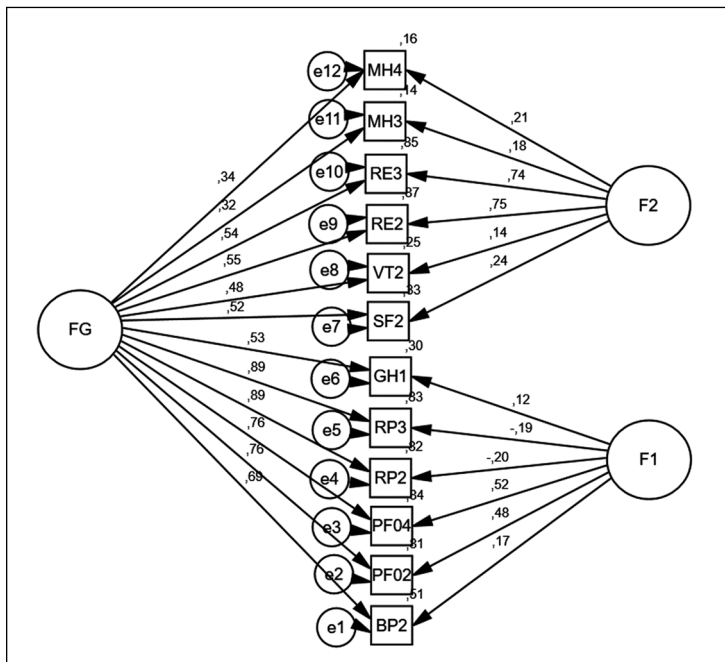 ,16
e12 MH4
,14
,21
e11 MH3
,18
,85
,34
e10 RE3
,74
,32
,87
,54
e9 RE2
,75
F2
,55
,25
e8 VT2
,14
,48
,33
,24
,52
e7 SF2
FG
,53
,30
e6 GH1
,89
,83
,12
e5 RP3
-,19
,89
,82
,76
e4 RP2
-,20
F1
,76
,84
,52
,69
e3 PF04
,48
,81
,17
e2 PF02
,51
e1 BP2